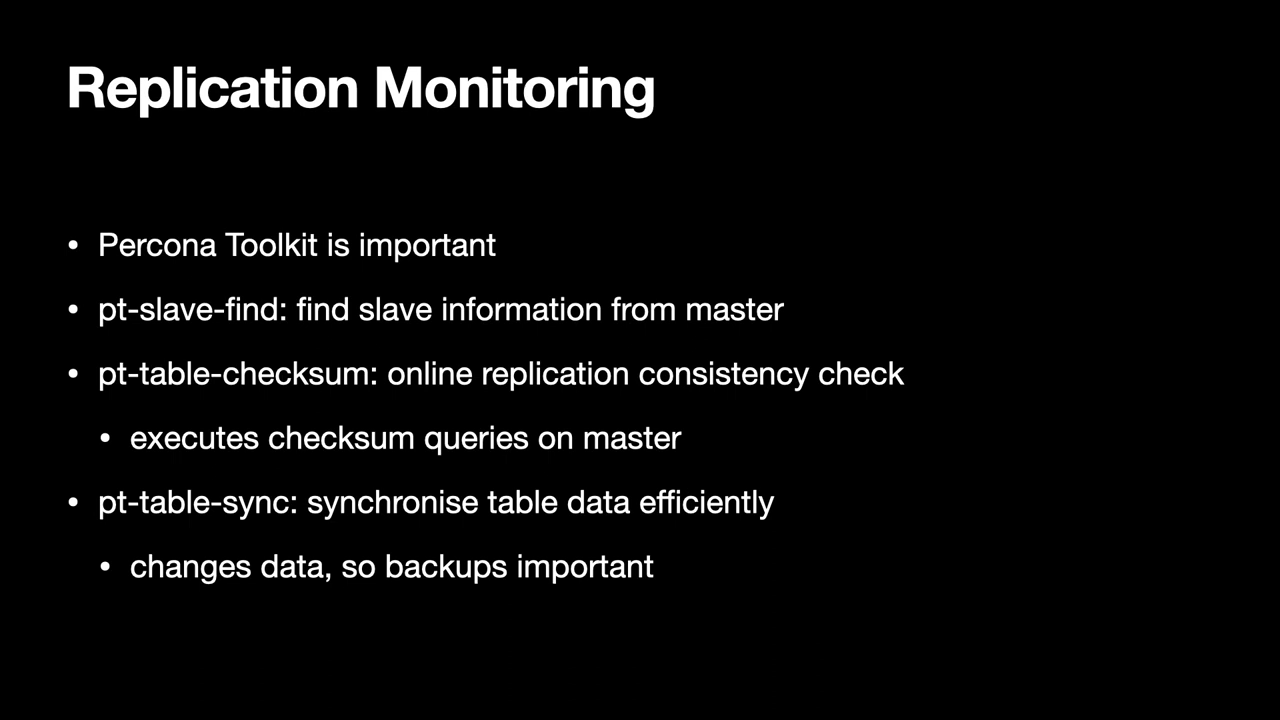 Replication Monitoring
• Percona Toolkit is important
• pt-slave-find: find slave information from master
• pt-table-checksum: online replication consistency check
• executes checksum queries on master
• pt-table-sync: synchronise table data efficiently
• changes data, so backups important